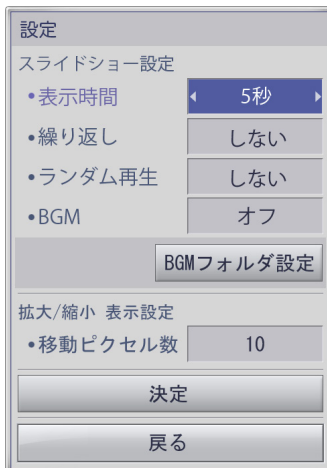 設定
スライドショー設定
•表示時間 5秒
•繰り返し しない
•ランダム再生 しない
•BGM オフ
BGMフォルダ設定
拡大/縮小 表示設定
•移動ピクセル数 10
決定
戻る